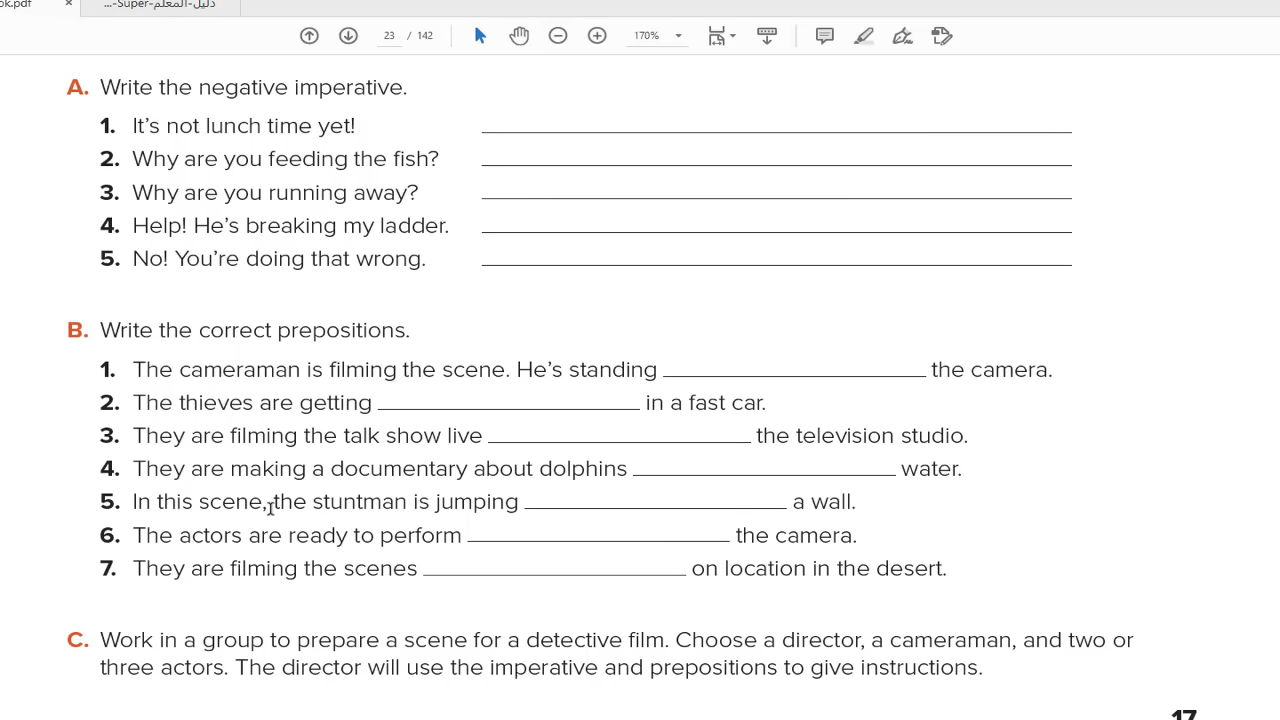 ok.pdf × ...-Super-دليل-المعلم.pdf
23 / 142 170%
A. Write the negative imperative.
1. It's not lunch time yet!
2. Why are you feeding the fish?
3. Why are you running away?
4. Help! He's breaking my ladder.
5. No! You're doing that wrong.
B. Write the correct prepositions.
1. The cameraman is filming the scene. He's standing the camera.
2. The thieves are getting in a fast car.
3. They are filming the talk show live the television studio.
4. They are making a documentary about dolphins water.
5. In this scene, the stuntman is jumping a wall.
6. The actors are ready to perform the camera.
7. They are filming the scenes on location in the desert.
C. Work in a group to prepare a scene for a detective film. Choose a director, a cameraman, and two or
three actors. The director will use the imperative and prepositions to give instructions.
17